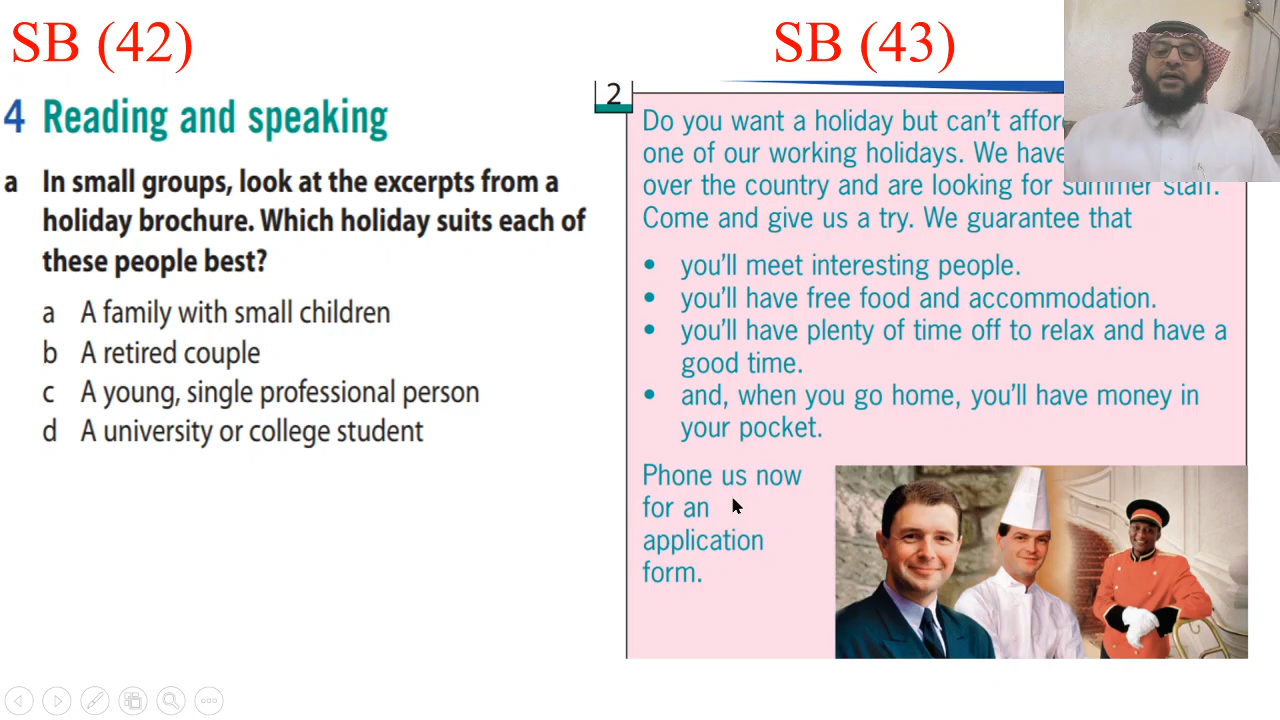 SB (42)
4 Reading and speaking
a In small groups, look at the excerpts from a
holiday brochure. Which holiday suits each of
these people best?
a A family with small children
b A retired couple
c A young, single professional person
d A university or college student
SB (43)
2
Do you want a holiday but can't
one of our working holidays. We have
over the country and are looking for summer staff.
Come and give us a try. We guarantee that
• you'll meet interesting people.
• you'll have free food and accommodation.
• you'll have plenty of time off to relax and have a
good time.
• and, when you go home, you'll have money in
your pocket.
Phone us now
for an
application
form.